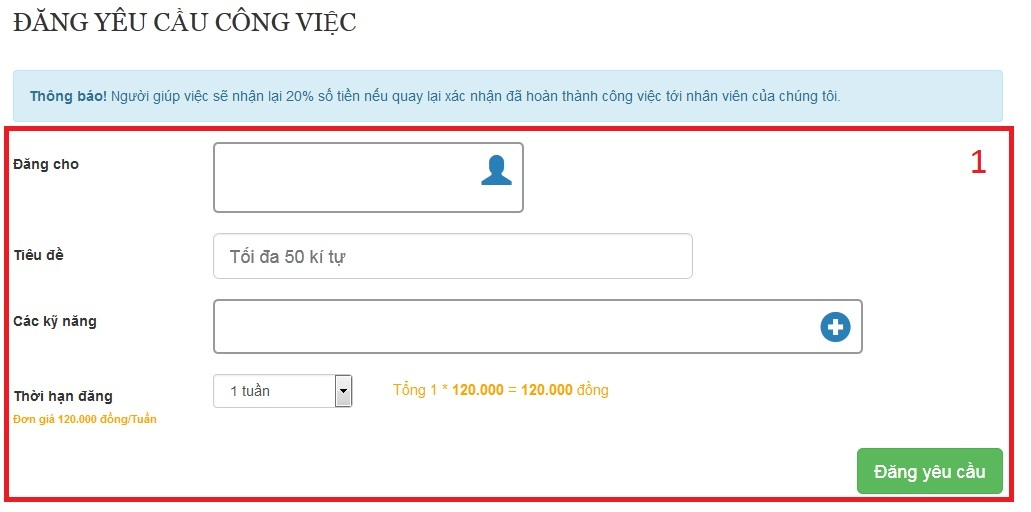 ĐĂNG YÊU CẦU CÔNG VIỆC
Thông báo! Người giúp việc sẽ nhận lại 20% số tiền nếu quay lại xác nhận đã hoàn thành công việc tới nhân viên của chúng tôi.
1
Đăng cho
Tiêu đề
Tối đa 50 kí tự
Các kỹ năng
Thời hạn đăng
1 tuần
Tổng 1 * 120.000 = 120.000 đồng
Đơn giá 120.000 đồng/Tuần
Đăng yêu cầu